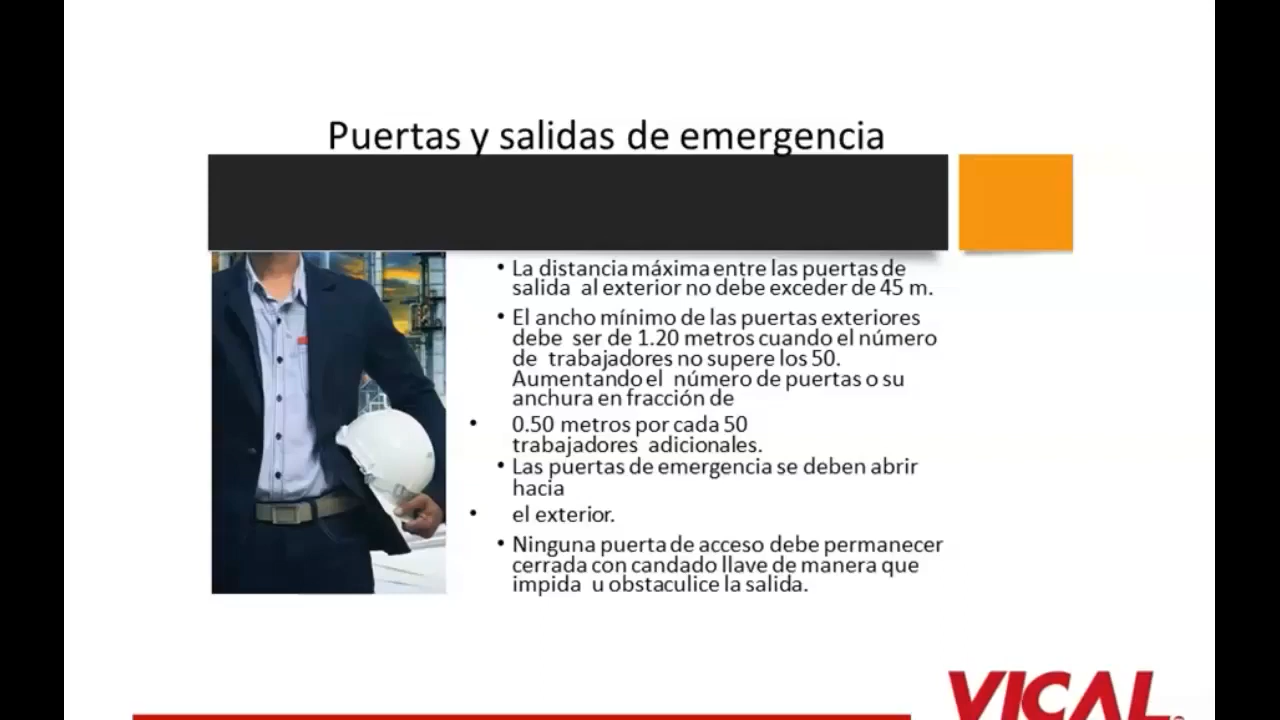 Puertas y salidas de emergencia
• La distancia máxima entre las puertas de
salida al exterior no debe exceder de 45 m.
• El ancho mínimo de las puertas exteriores
debe ser de 1.20 metros cuando el número
de trabajadores no supere los 50.
Aumentando el número de puertas o su
anchura en fracción de
• 0.50 metros por cada 50
trabajadores adicionales.
• Las puertas de emergencia se deben abrir
hacia
• el exterior.
• Ninguna puerta de acceso debe permanecer
cerrada con candado llave de manera que
impida u obstaculice la salida.
VICAL